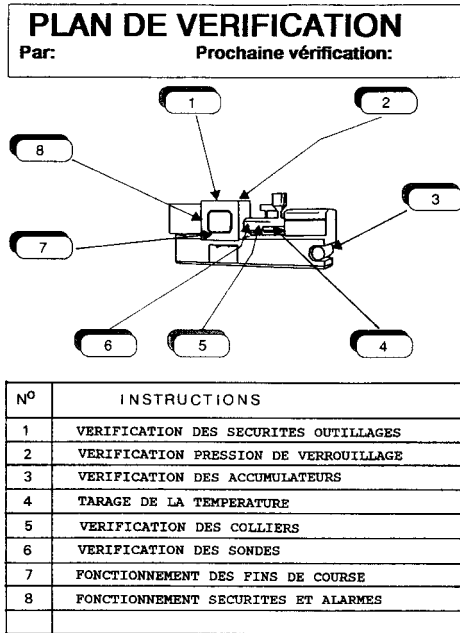 PLAN DE VERIFICATION
Par: Prochaine vérification:
1
2
8
3
7
6
5
4
Nº INSTRUCTIONS
1 VERIFICATION DES SECURITES OUTILLAGES
2 VERIFICATION PRESSION DE VERROUILLAGE
3 VERIFICATION DES ACCUMULATEURS
4 TARAGE DE LA TEMPERATURE
5 VERIFICATION DES COLLIERS
6 VERIFICATION DES SONDES
7 FONCTIONNEMENT DES FINS DE COURSE
8 FONCTIONNEMENT SECURITES ET ALARMES